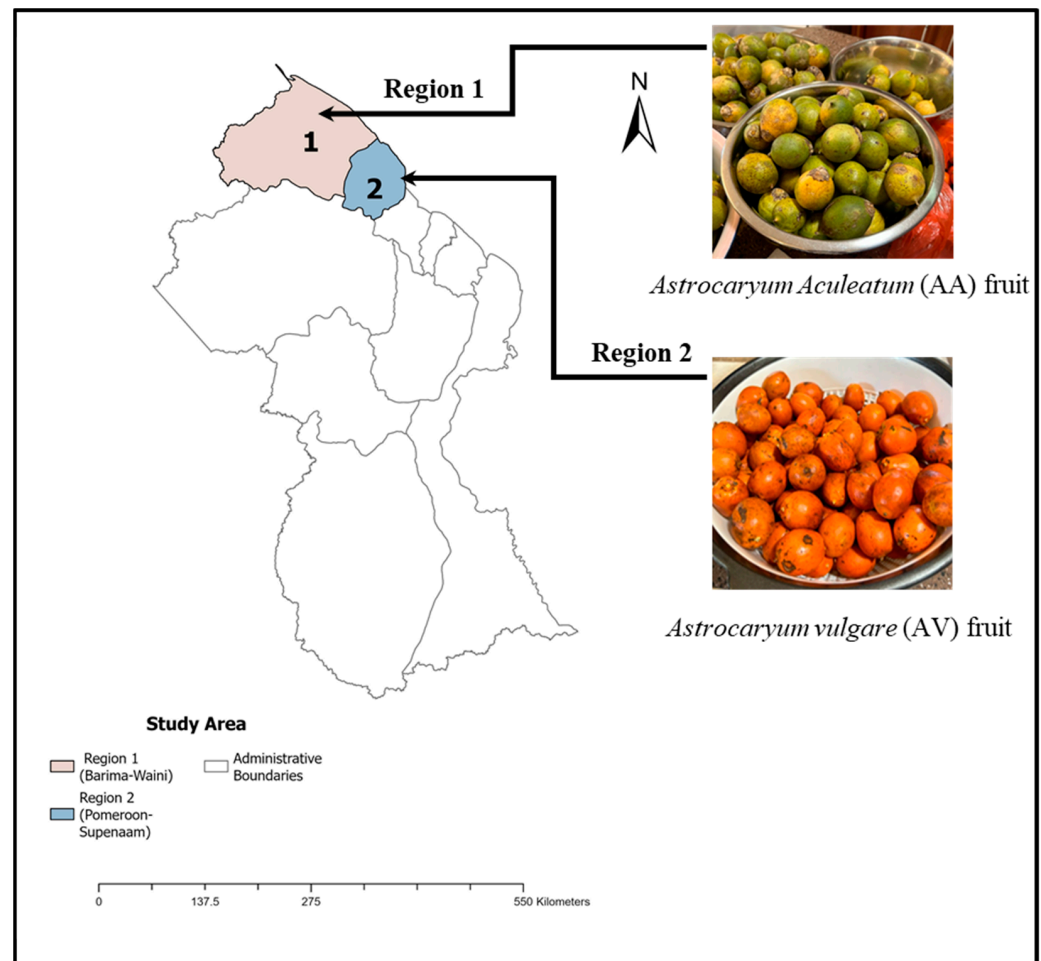 Region 1
N
1
2
Astrocaryum Aculeatum (AA) fruit
Region 2
Astrocaryum vulgare (AV) fruit
Study Area
Region 1
(Barima-Waini)
Administrative
Boundaries
Region 2
(Pomeroon-
Supenaam)
0 137.5 275 550 Kilometers